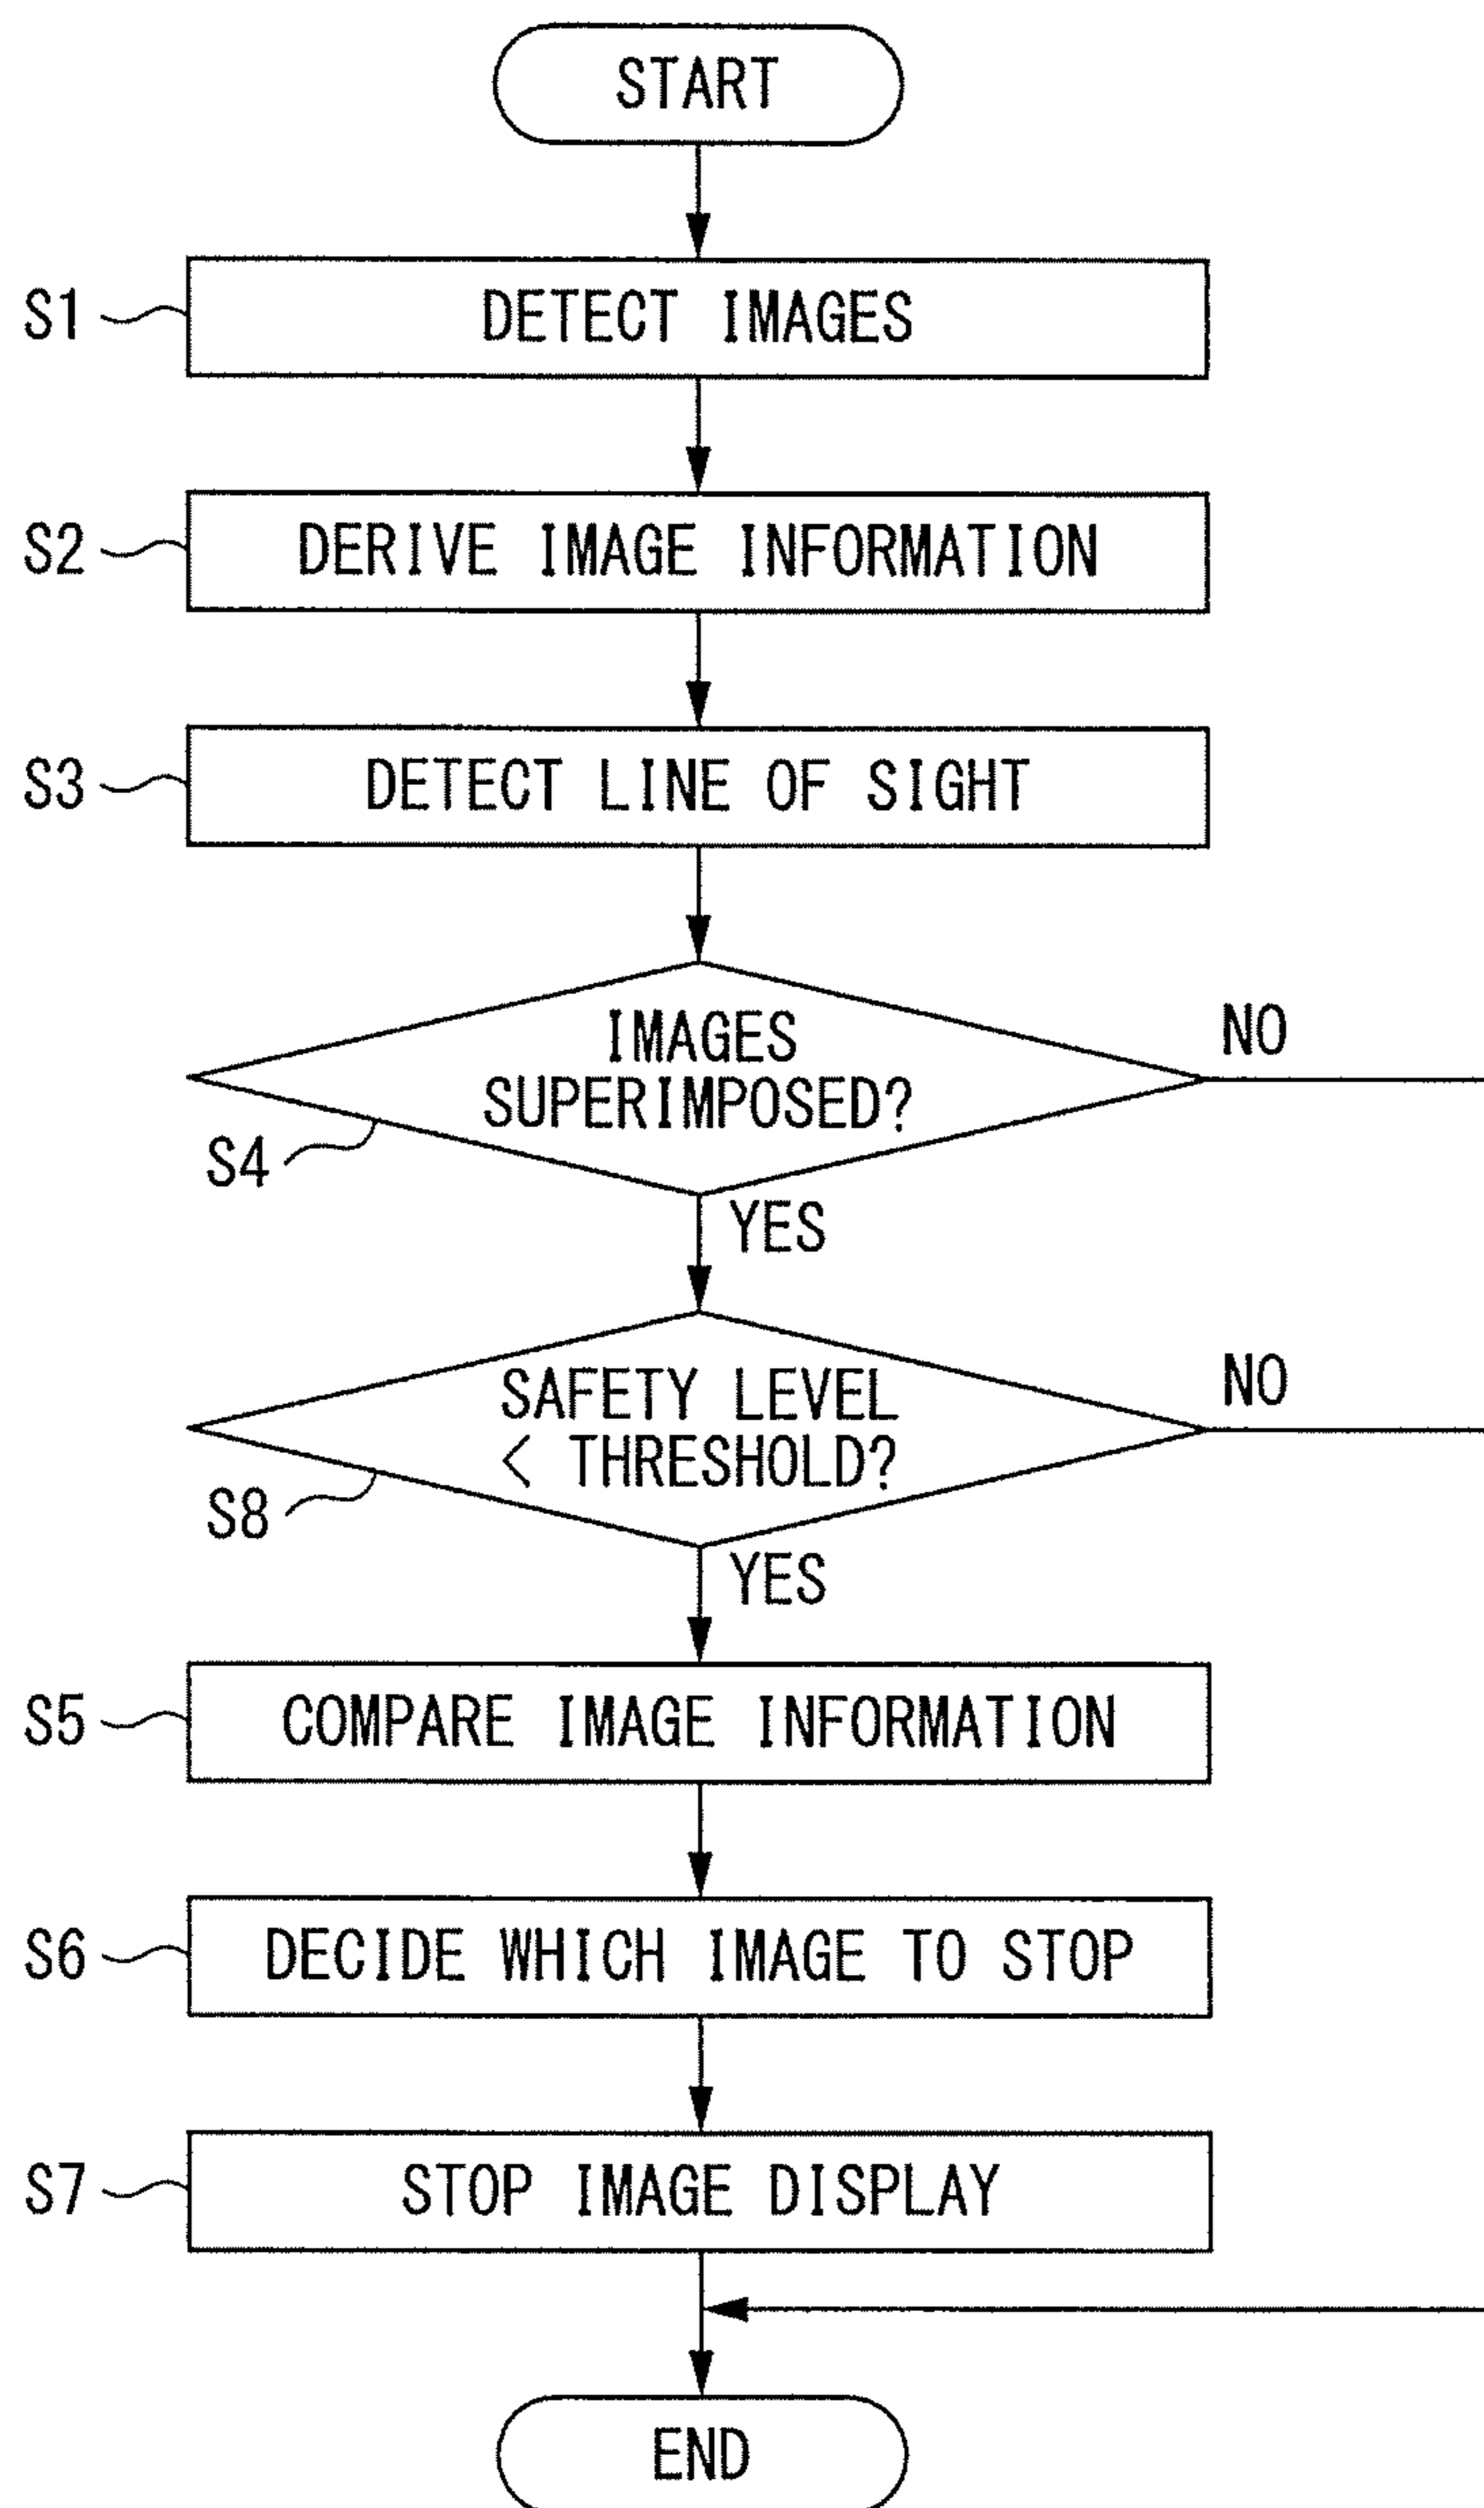 START
S1
DETECT IMAGES
S2
DERIVE IMAGE INFORMATION
S3
DETECT LINE OF SIGHT
IMAGES
SUPERIMPOSED?
NO
S4
YES
SAFETY LEVEL
< THRESHOLD?
NO
S8
YES
S5
COMPARE IMAGE INFORMATION
S6
DECIDE WHICH IMAGE TO STOP
S7
STOP IMAGE DISPLAY
END